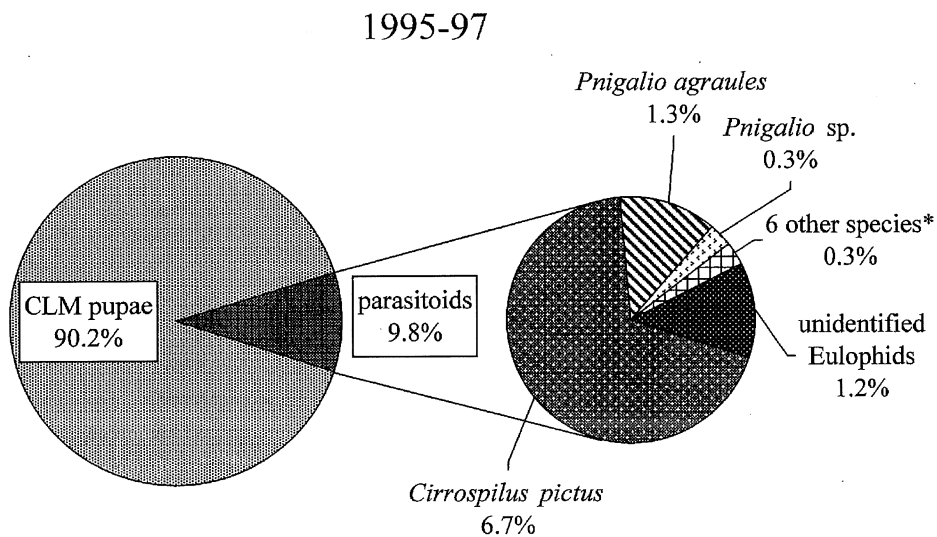 1995-97
Pnigalio agraules
1.3%
Pnigalio sp.
0.3%
6 other species*
0.3%
CLM pupae
90.2%
parasitoids
9.8%
unidentified
Eulophids
1.2%
Cirrospilus pictus
6.7%